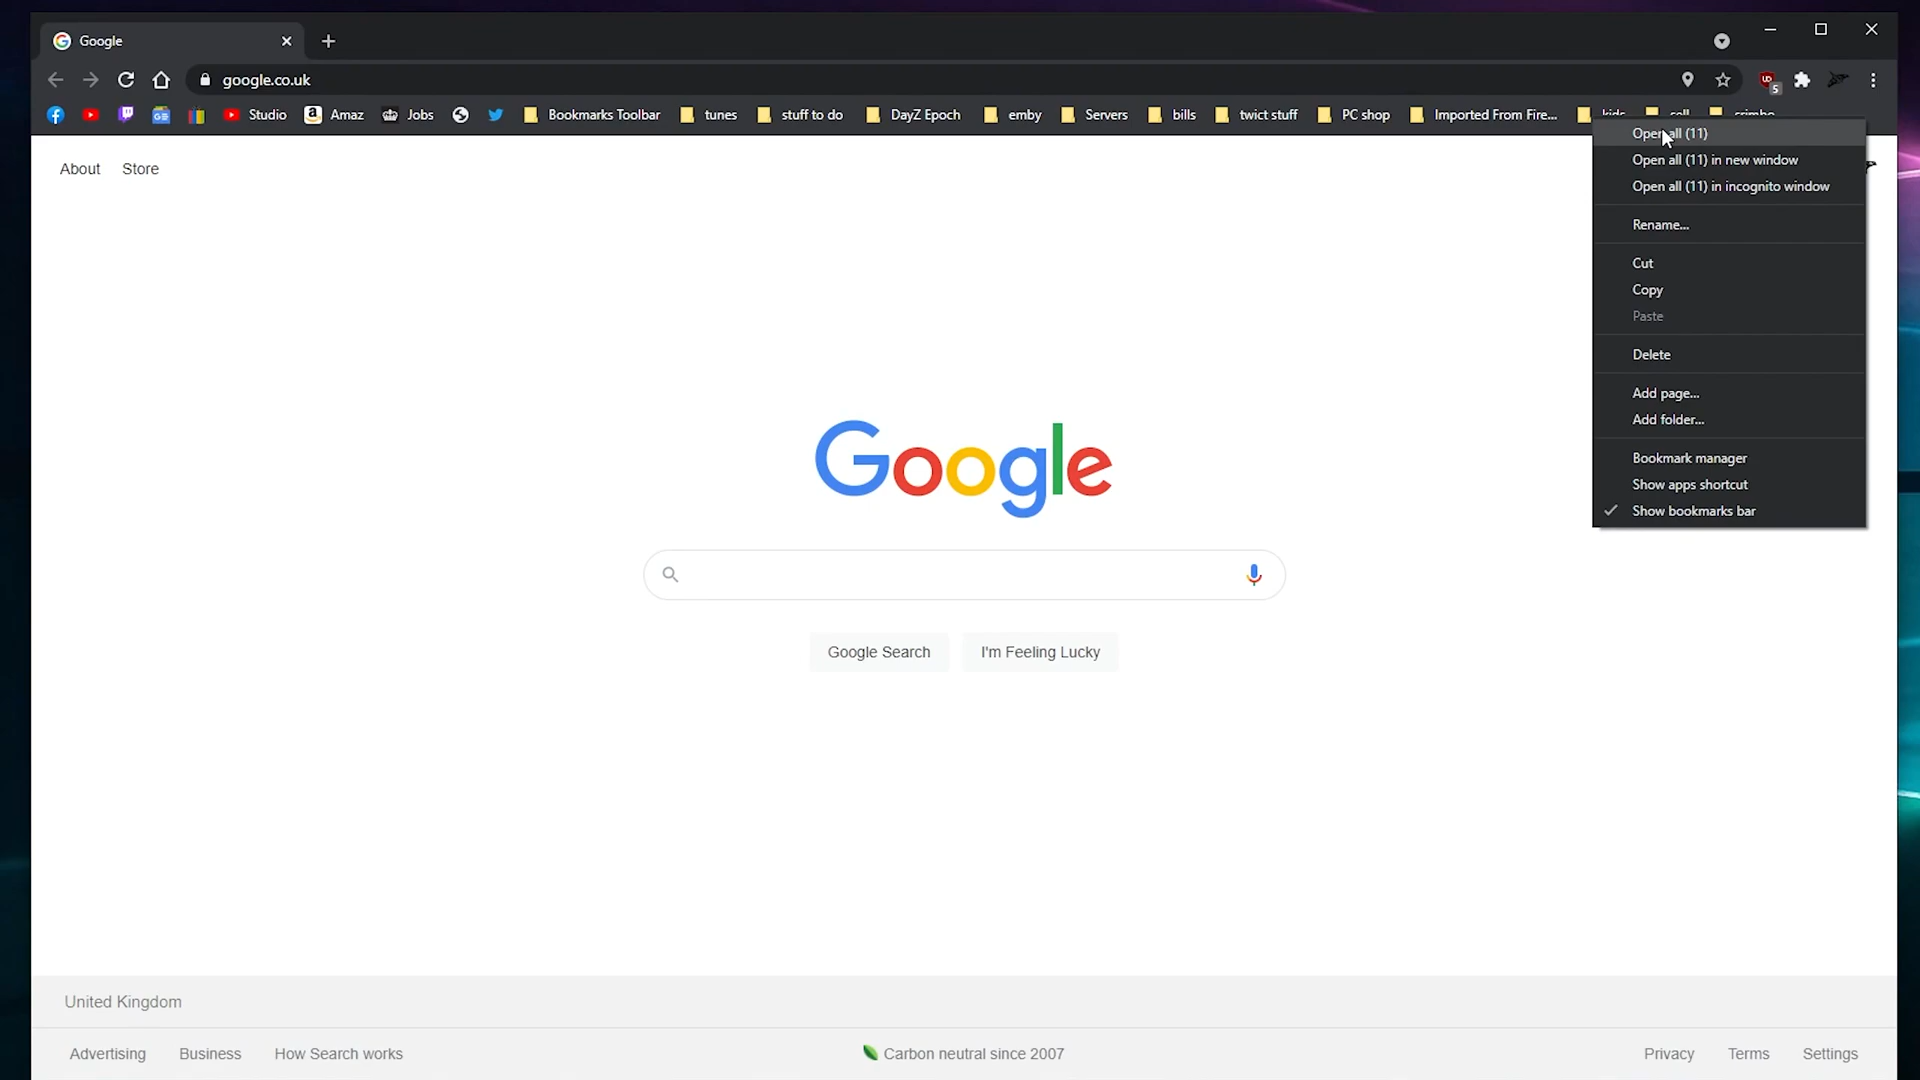 Google
google.co.uk
5
Studio Amaz Jobs Bookmarks Toolbar tunes stuff to do DayZ Epoch emby Servers bills twict stuff PC shop Imported From Fire... kids sell crimbo
About Store
Open all (11)
Open all (11) in new window
Open all (11) in incognito window
Rename...
Cut
Copy
Paste
Delete
Add page...
Add folder...
Bookmark manager
Show apps shortcut
Show bookmarks bar
Google
Google Search I'm Feeling Lucky
United Kingdom
Advertising Business How Search works Carbon neutral since 2007 Privacy Terms Settings